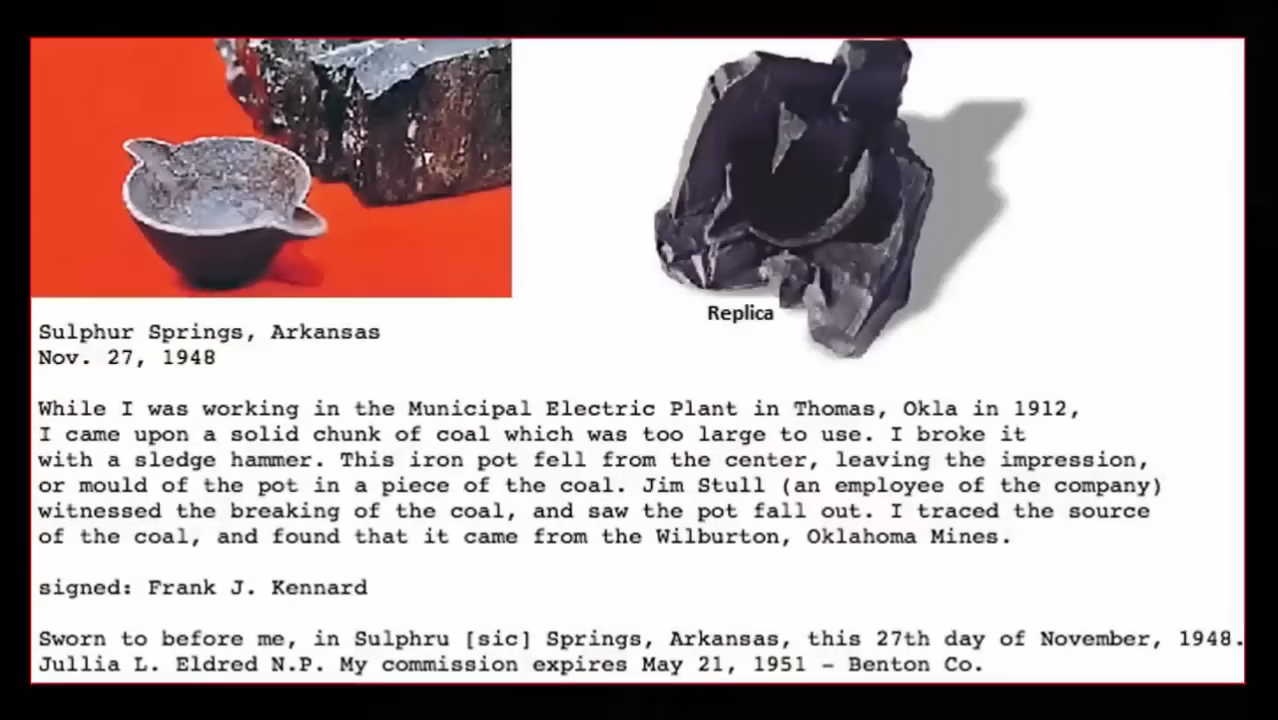 Replica
Sulphur Springs, Arkansas
Nov. 27, 1948
While I was working in the Municipal Electric Plant in Thomas, Okla in 1912,
I came upon a solid chunk of coal which was too large to use. I broke it
with a sledge hammer. This iron pot fell from the center, leaving the impression,
or mould of the pot in a piece of the coal. Jim Stull (an employee of the company)
witnessed the breaking of the coal, and saw the pot fall out. I traced the source
of the coal, and found that it came from the Wilburton, Oklahoma Mines.
signed: Frank J. Kennard
Sworn to before me, in Sulphru [sic] Springs, Arkansas, this 27th day of November, 1948.
Jullia L. Eldred N.P. My commission expires May 21, 1951 – Benton Co.